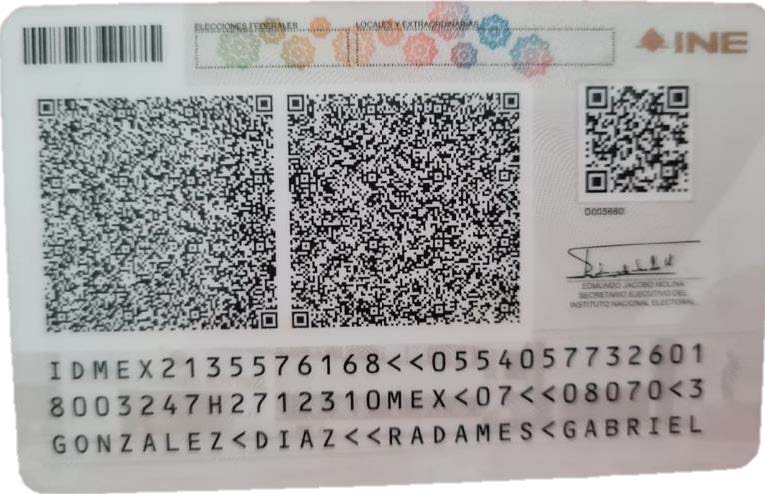 ELECCIONES FEDERALES LOCALES Y EXTRAORDINARIAS
INE
D005680
EDMUNDO JACOBO MOLINA
SECRETARIO EJECUTIVO DEL
INSTITUTO NACIONAL ELECTORAL
IDMEX2135576168<<0554057732601
8003247H2712310MEX<07<<08070<3
GONZALEZ<DIAZ<<RADAMES<GABRIEL